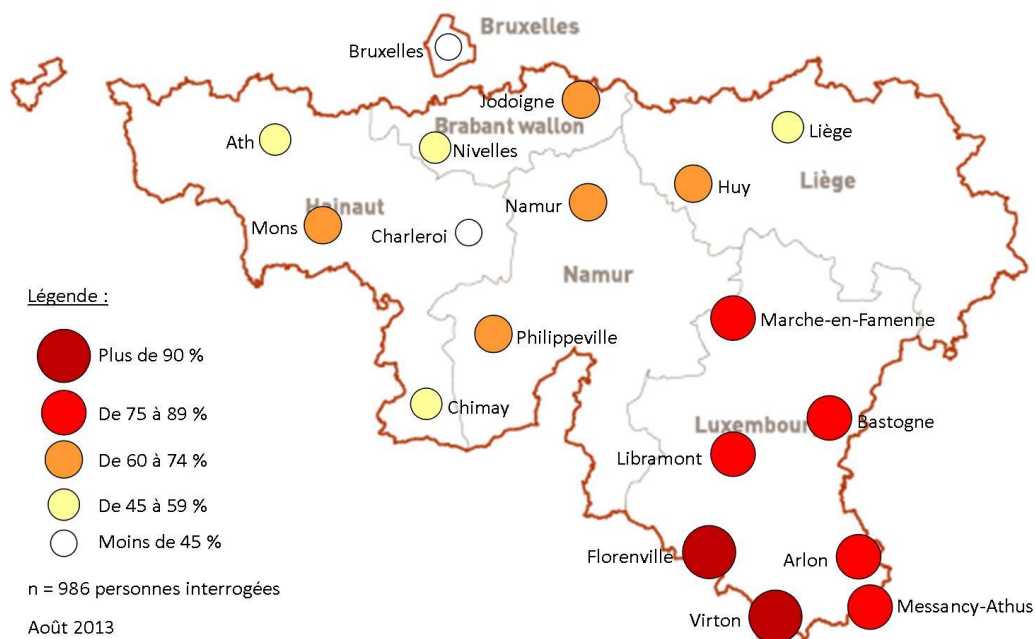 Bruxelles
Bruxelles
Jodoigne
Brabant wallon
Ath
Nivelles
Liège
Liège
Huy
Hainaut
Namur
Mons
Charleroi
Namur
Légende :
Plus de 90 %
De 75 à 89 %
De 60 à 74 %
De 45 à 59 %
Moins de 45 %
n = 986 personnes interrogées
Août 2013
Marche-en-Famenne
Philippeville
Chimay
Bastogne
Luxembourg
Libramont
Florenville
Arlon
Messancy-Athus
Virton